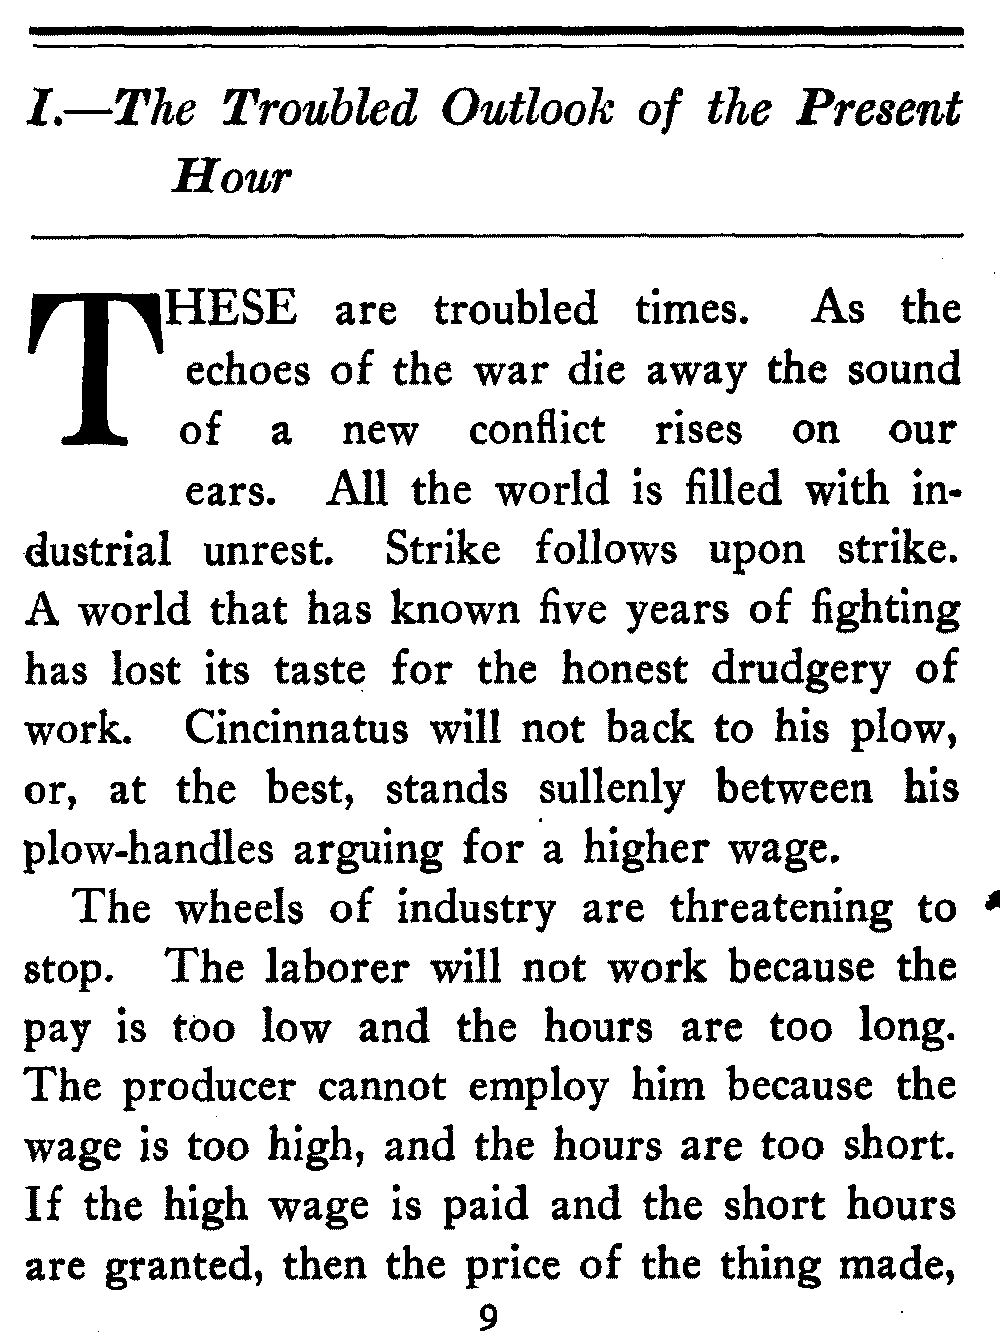 I.—The Troubled Outlook of the Present
Hour
THESE are troubled times. As the
echoes of the war die away the sound
of a new conflict rises on our
ears. All the world is filled with in-
dustrial unrest. Strike follows upon strike.
A world that has known five years of fighting
has lost its taste for the honest drudgery of
work. Cincinnatus will not back to his plow,
or, at the best, stands sullenly between his
plow-handles arguing for a higher wage.
The wheels of industry are threatening to
stop. The laborer will not work because the
pay is too low and the hours are too long.
The producer cannot employ him because the
wage is too high, and the hours are too short.
If the high wage is paid and the short hours
are granted, then the price of the thing made,
9